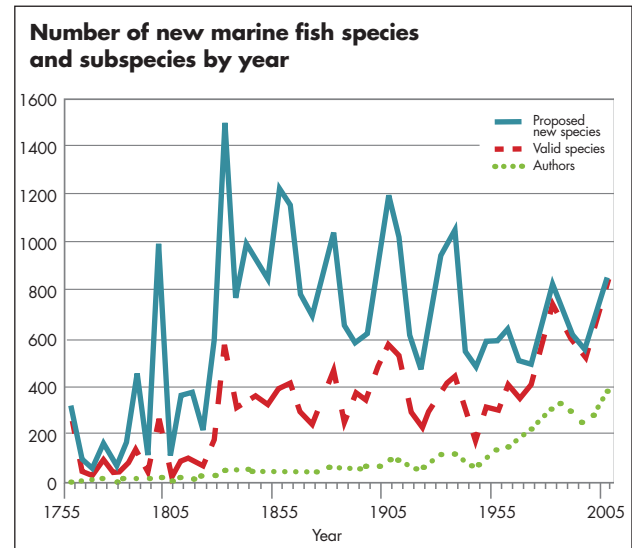 Number of new marine fish species
and subspecies by year
1600
1400
1200
1000
800
600
400
200
0
Proposed
new species
Valid species
Authors
1755 1805 1855 1905 1955 2005
Year